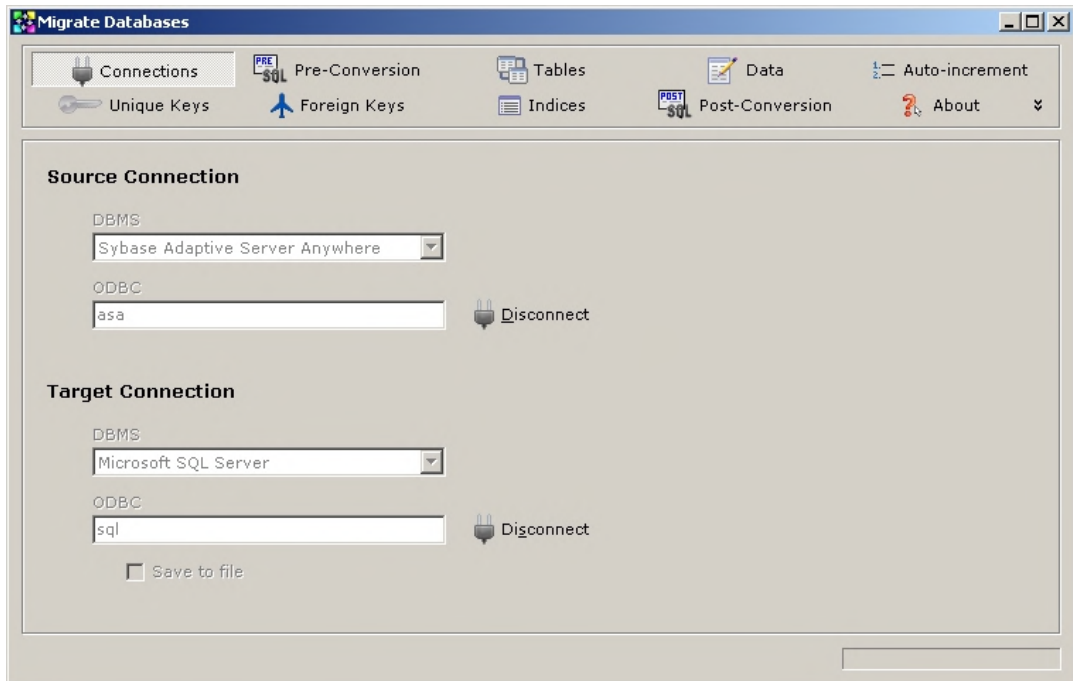 Migrate Databases
Connections PRE SQL Pre-Conversion Tables Data 1. 2. Auto-increment
Unique Keys Foreign Keys Indices POST SQL Post-Conversion About
Source Connection
DBMS
Sybase Adaptive Server Anywhere
ODBC
asa Disconnect
Target Connection
DBMS
Microsoft SQL Server
ODBC
sql Disconnect
Save to file